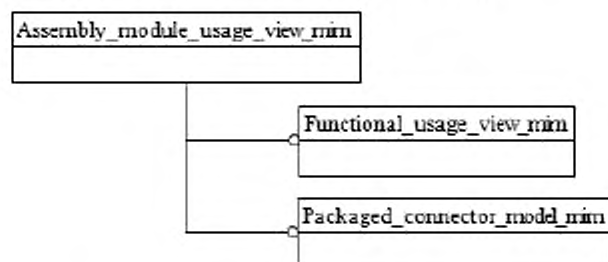 Assembly_module_usage_view_mim
Functional_usage_view_mim
Packaged_connector_model_mim